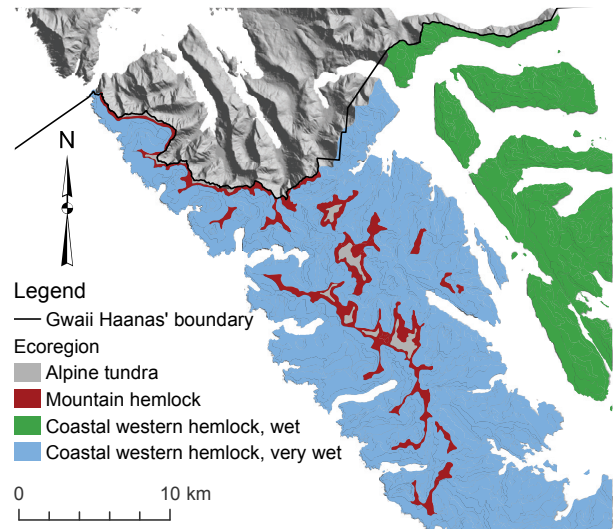 N
Legend
Gwaii Haanas' boundary
Ecoregion
Alpine tundra
Mountain hemlock
Coastal western hemlock, wet
Coastal western hemlock, very wet
0 10 km